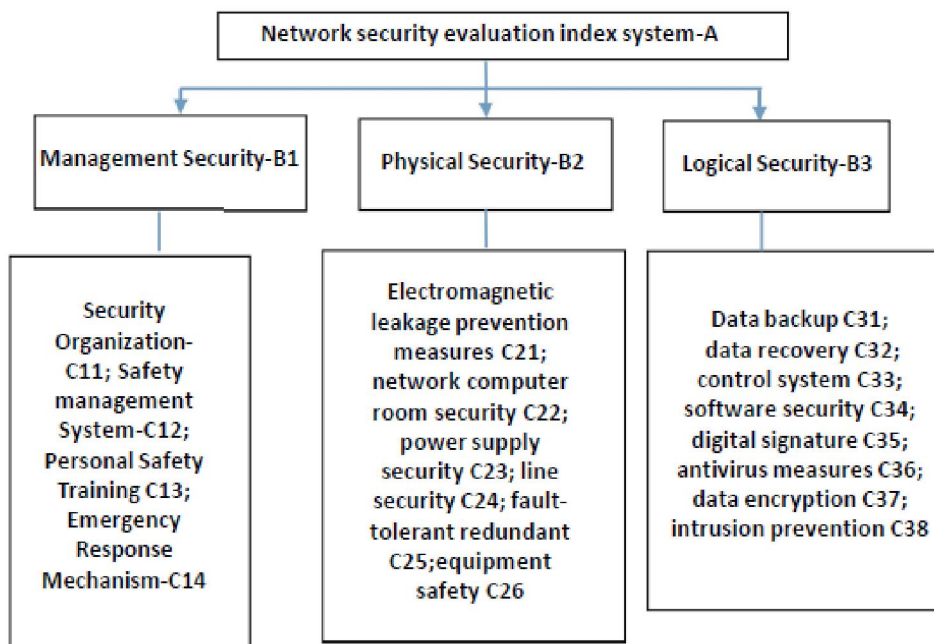 Network security evaluation index system-A
Management Security-B1
Physical Security-B2
Logical Security-B3
Security
Organization-
C11; Safety
management
System-C12;
Personal Safety
Training C13;
Emergency
Response
Mechanism-C14
Electromagnetic
leakage prevention
measures C21;
network computer
room security C22;
power supply
security C23; line
security C24; fault-
tolerant redundant
C25;equipment
safety C26
Data backup C31;
data recovery C32;
control system C33;
software security C34;
digital signature C35;
antivirus measures C36;
data encryption C37;
intrusion prevention C38